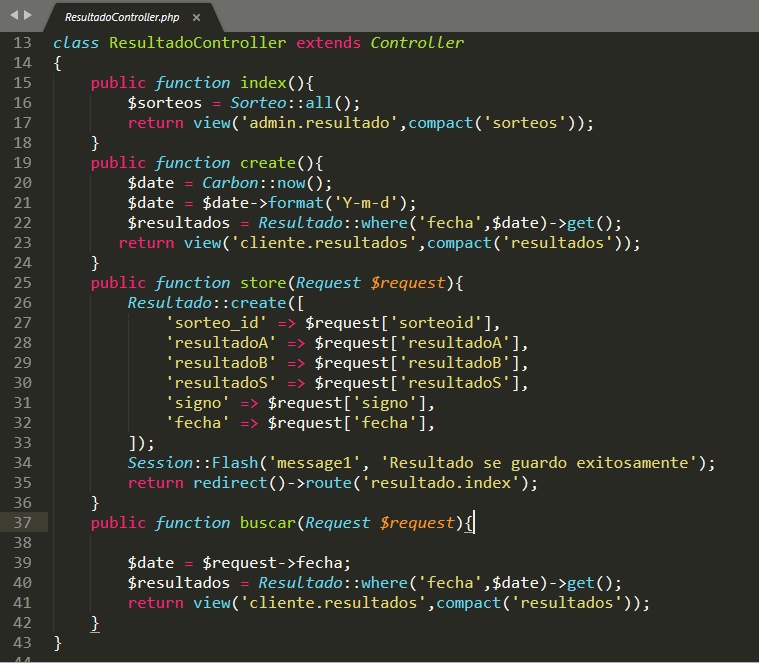 ResultadoController.php ×
13 class ResultadoController extends Controller
14 {
15 public function index(){
16 $sorteos = Sorteo::all();
17 return view('admin.resultado',compact('sorteos'));
18 }
19 public function create(){
20 $date = Carbon::now();
21 $date = $date->format('Y-m-d');
22 $resultados = Resultado::where('fecha',$date)->get();
23 return view('cliente.resultados',compact('resultados'));
24 }
25 public function store(Request $request){
26 Resultado::create([
27 'sorteo_id' => $request['sorteoid'],
28 'resultadoA' => $request['resultadoA'],
29 'resultadoB' => $request['resultadoB'],
30 'resultadoS' => $request['resultadoS'],
31 'signo' => $request['signo'],
32 'fecha' => $request['fecha'],
33 ]);
34 Session::Flash('message1', 'Resultado se guardo exitosamente');
35 return redirect()->route('resultado.index');
36 }
37 public function buscar(Request $request){
38
39 $date = $request->fecha;
40 $resultados = Resultado::where('fecha',$date)->get();
41 return view('cliente.resultados',compact('resultados'));
42 }
43 }
44